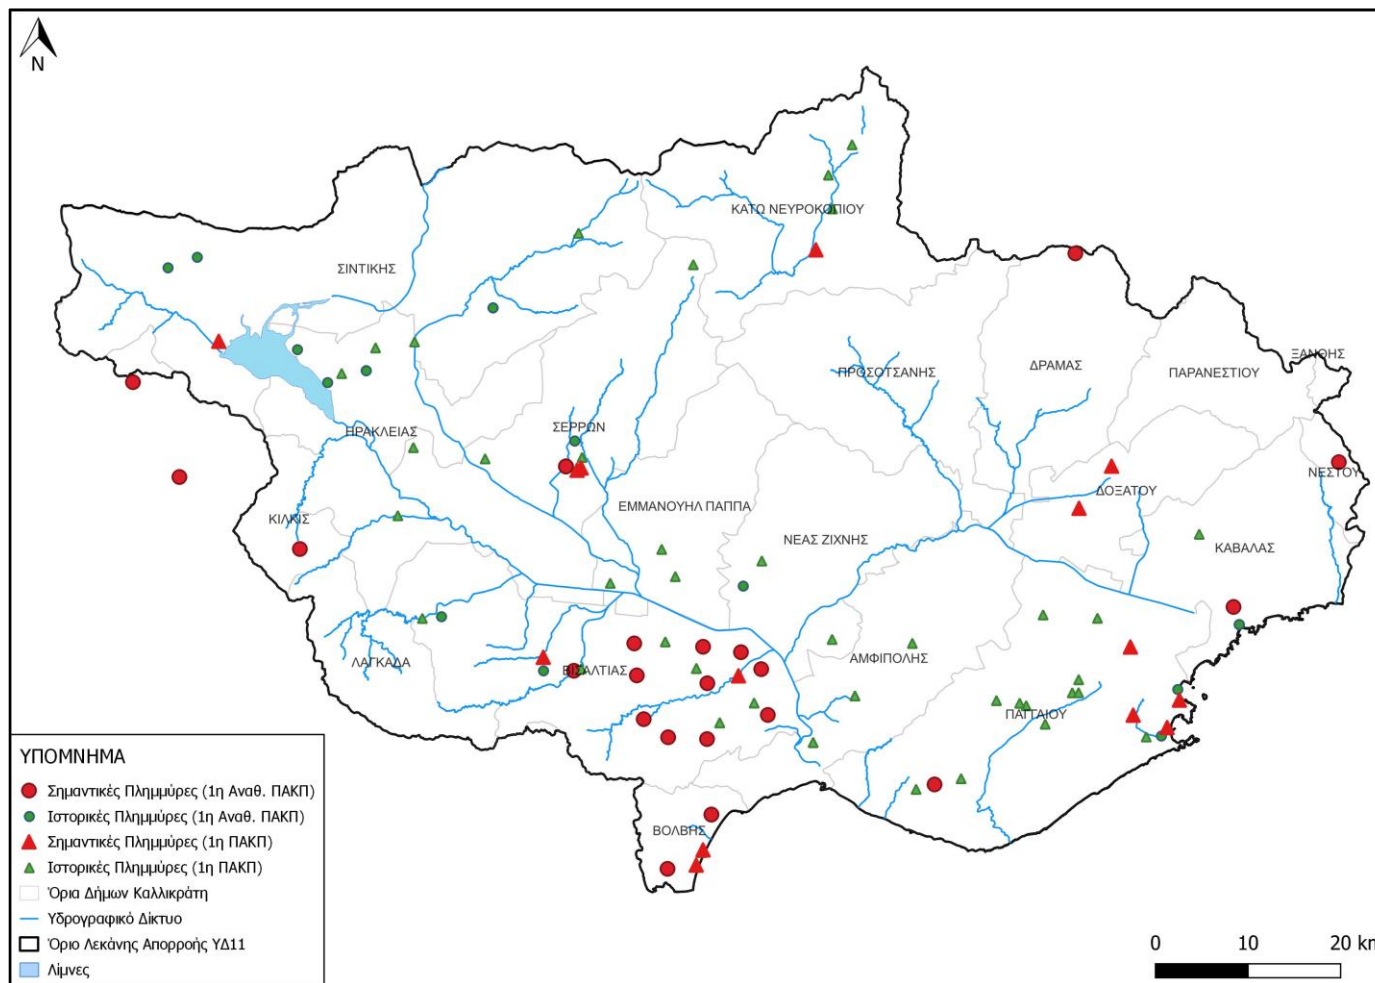 N
ΚΑΤΩ ΝΕΥΡΟΚΟΠΙΟΥ
ΣΙΝΤΙΚΗΣ
ΞΑΝΘΗΣ
ΠΡΟΣΟΤΣΑΝΗΣ
ΔΡΑΜΑΣ
ΠΑΡΑΝΕΣΤΙΟΥ
ΗΡΑΚΛΕΙΑΣ
ΣΕΡΡΩΝ
ΝΕΣΤΟΥ
ΔΟΞΑΤΟΥ
ΕΜΜΑΝΟΥΗΛ ΠΑΠΠΑ
ΚΙΛΚΙΣ
ΝΕΑΣ ΖΙΧΝΗΣ
ΚΑΒΑΛΑΣ
ΛΑΓΚΑΔΑ
ΒΙΣΑΛΤΙΑΣ
ΑΜΦΙΠΟΛΗΣ
ΠΑΓΓΑΙΟΥ
ΒΟΛΒΗΣ
ΥΠΟΜΝΗΜΑ
Σημαντικές Πλημμύρες (1η Αναθ. ΠΑΚΠ)
Ιστορικές Πλημμύρες (1η Αναθ. ΠΑΚΠ)
Σημαντικές Πλημμύρες (1η ΠΑΚΠ)
Ιστορικές Πλημμύρες (1η ΠΑΚΠ)
Όρια Δήμων Καλλικράτη
Υδρογραφικό Δίκτυο
Όριο Λεκάνης Απορροής ΥΔ11
Λίμνες
0 10 20 km